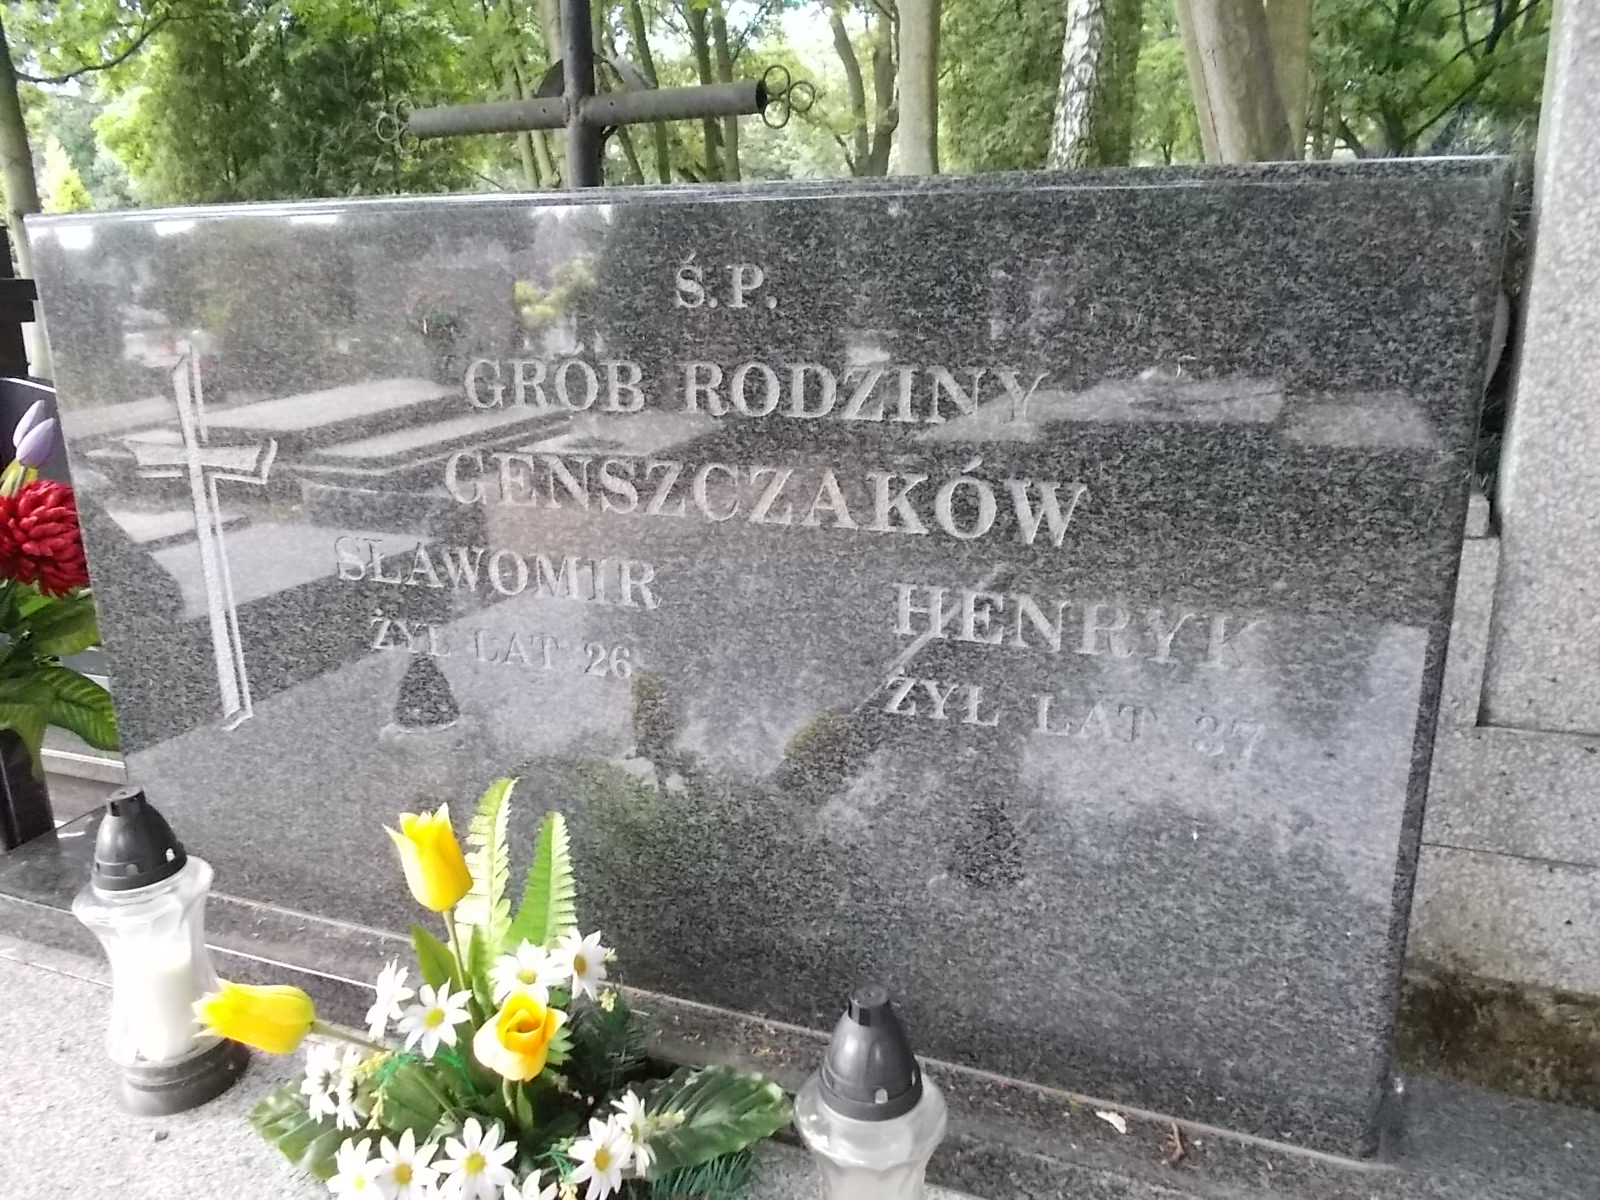 Ś.P.
GRÓB RODZINY
GENSZCZAKÓW
SŁAWOMIR
ŻYŁ LAT 26
HENRYK
ŻYŁ LAT 37